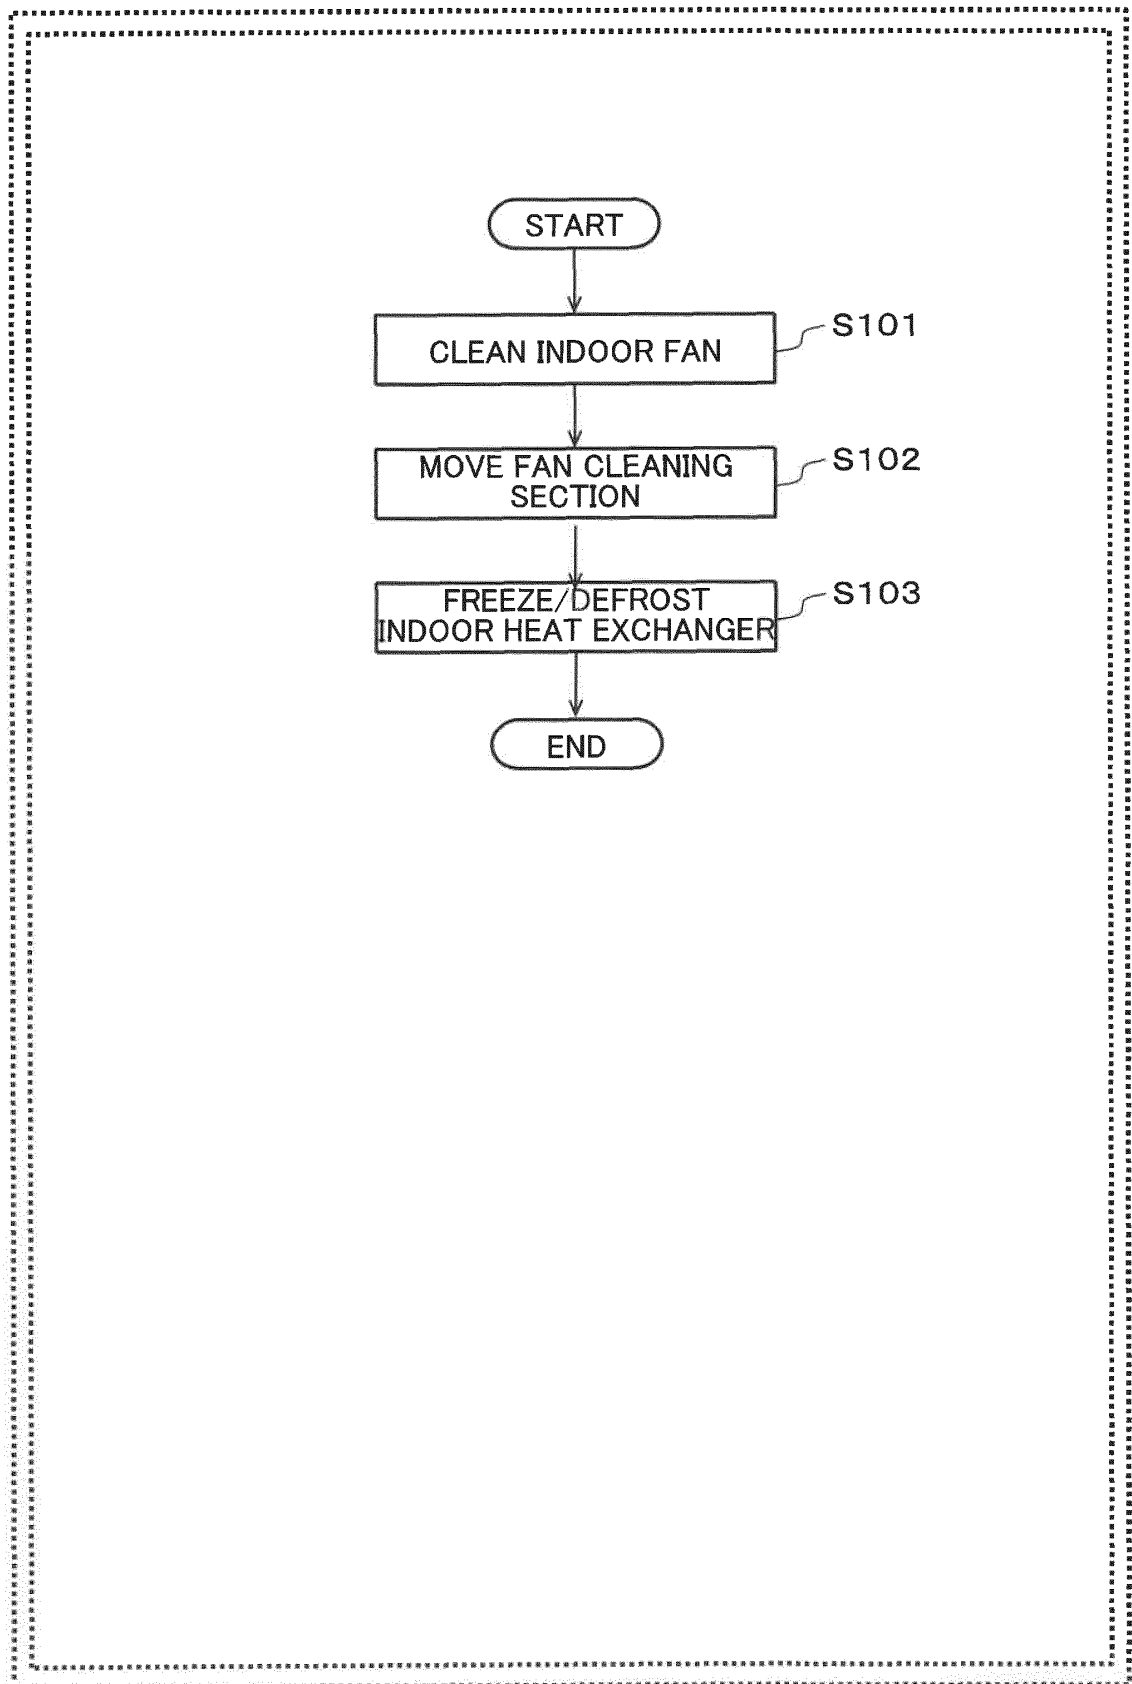 START
CLEAN INDOOR FAN
S101
MOVE FAN CLEANING
SECTION
S102
FREEZE/DEFROST
INDOOR HEAT EXCHANGER
S103
END